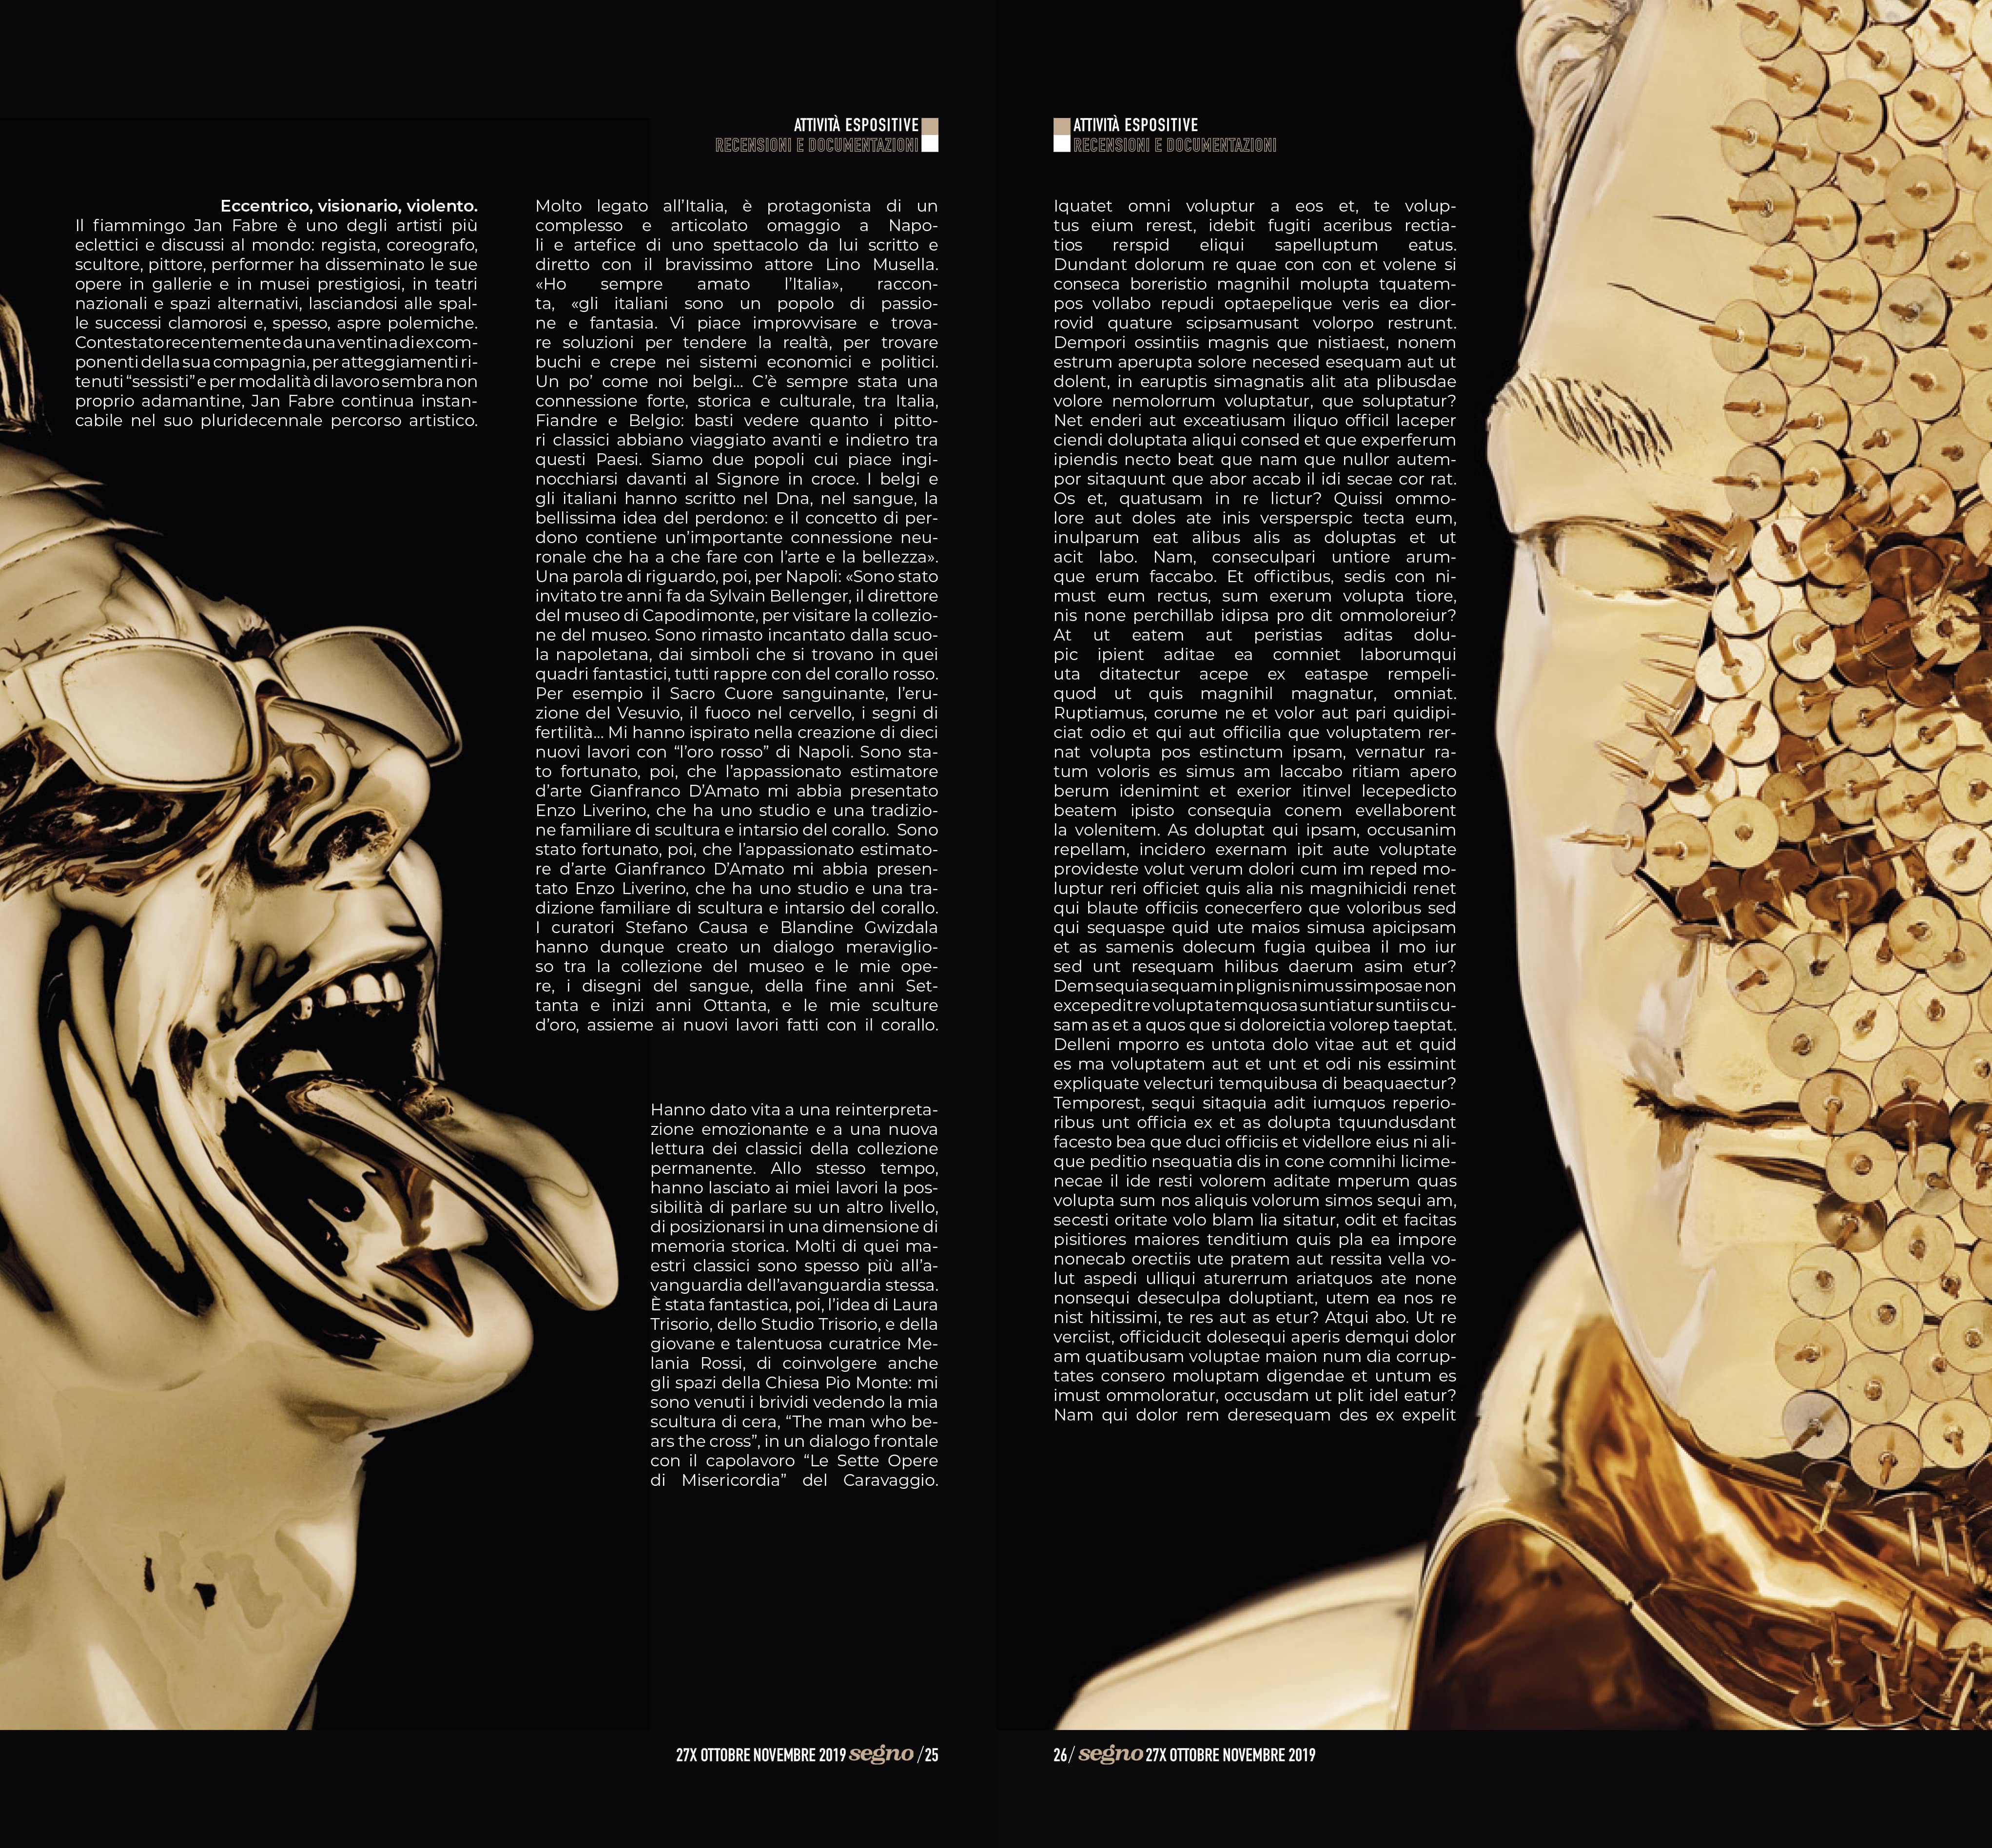 ATTIVITÀ ESPOSITIVE
RECENSIONI E DOCUMENTAZIONI
Eccentrico, visionario, violento.
Il fiammingo Jan Fabre è uno degli artisti più
eclettici e discussi al mondo: regista, coreografo,
scultore, pittore, performer ha disseminato le sue
opere in gallerie e in musei prestigiosi, in teatri
nazionali e spazi alternativi, lasciandosi alle spal-
le successi clamorosi e, spesso, aspre polemiche.
Contestato recentemente da una ventina di ex com-
ponenti della sua compagnia, per atteggiamenti ri-
tenuti “sessisti” e per modalità di lavoro sembra non
proprio adamantine, Jan Fabre continua instan-
cabile nel suo pluridecennale percorso artistico.
Molto legato all’Italia, è protagonista di un
complesso e articolato omaggio a Napo-
li e artefice di uno spettacolo da lui scritto e
diretto con il bravissimo attore Lino Musella.
«Ho sempre amato l’Italia», raccon-
ta, «gli italiani sono un popolo di passio-
ne e fantasia. Vi piace improvvisare e trova-
re soluzioni per tendere la realtà, per trovare
buchi e crepe nei sistemi economici e politici.
Un po’ come noi belgi... C’è sempre stata una
connessione forte, storica e culturale, tra Italia,
Fiandre e Belgio: basti vedere quanto i pitto-
ri classici abbiano viaggiato avanti e indietro tra
questi Paesi. Siamo due popoli cui piace ingi-
nocchiarsi davanti al Signore in croce. I belgi e
gli italiani hanno scritto nel Dna, nel sangue, la
bellissima idea del perdono: e il concetto di per-
dono contiene un’importante connessione neu-
ronale che ha a che fare con l’arte e la bellezza».
Una parola di riguardo, poi, per Napoli: «Sono stato
invitato tre anni fa da Sylvain Bellenger, il direttore
del museo di Capodimonte, per visitare la collezio-
ne del museo. Sono rimasto incantato dalla scuo-
la napoletana, dai simboli che si trovano in quei
quadri fantastici, tutti rappre con del corallo rosso.
Per esempio il Sacro Cuore sanguinante, l’eru-
zione del Vesuvio, il fuoco nel cervello, i segni di
fertilità... Mi hanno ispirato nella creazione di dieci
nuovi lavori con “l’oro rosso” di Napoli. Sono sta-
to fortunato, poi, che l’appassionato estimatore
d’arte Gianfranco D’Amato mi abbia presentato
Enzo Liverino, che ha uno studio e una tradizio-
ne familiare di scultura e intarsio del corallo. Sono
stato fortunato, poi, che l’appassionato estimato-
re d’arte Gianfranco D’Amato mi abbia presen-
tato Enzo Liverino, che ha uno studio e una tra-
dizione familiare di scultura e intarsio del corallo.
I curatori Stefano Causa e Blandine Gwizdala
hanno dunque creato un dialogo meraviglio-
so tra la collezione del museo e le mie ope-
re, i disegni del sangue, della fine anni Set-
tanta e inizi anni Ottanta, e le mie sculture
d’oro, assieme ai nuovi lavori fatti con il corallo.
Hanno dato vita a una reinterpreta-
zione emozionante e a una nuova
lettura dei classici della collezione
permanente. Allo stesso tempo,
hanno lasciato ai miei lavori la pos-
sibilità di parlare su un altro livello,
di posizionarsi in una dimensione di
memoria storica. Molti di quei ma-
estri classici sono spesso più all’a-
vanguardia dell’avanguardia stessa.
È stata fantastica, poi, l’idea di Laura
Trisorio, dello Studio Trisorio, e della
giovane e talentuosa curatrice Me-
lania Rossi, di coinvolgere anche
gli spazi della Chiesa Pio Monte: mi
sono venuti i brividi vedendo la mia
scultura di cera, “The man who be-
ars the cross”, in un dialogo frontale
con il capolavoro “Le Sette Opere
di Misericordia” del Caravaggio.
27X OTTOBRE NOVEMBRE 2019 segno /25
ATTIVITÀ ESPOSITIVE
RECENSIONI E DOCUMENTAZIONI
Iquatet omni voluptur a eos et, te volup-
tus eium rerest, idebit fugiti aceribus rectia-
tios rerspid eliqui sapelluptum eatus.
Dundant dolorum re quae con con et volene si
conseca boreristio magnihil molupta tquatem-
pos vollabo repudi optaepelique veris ea dior-
rovid quature scipsamusant volorpo restrunt.
Dempori ossintiis magnis que nistiaest, nonem
estrum aperupta solore necesed esequam aut ut
dolent, in earuptis simagnatis alit ata plibusdae
volore nemolorrum voluptatur, que soluptatur?
Net enderi aut exceatiusam iliquo officil laceper
ciendi doluptata aliqui consed et que experferum
ipiendis necto beat que nam que nullor autem-
por sitaquunt que abor accab il idi secae cor rat.
Os et, quatusam in re lictur? Quissi ommo-
lore aut doles ate inis versperspic tecta eum,
inulparum eat alibus alis as doluptas et ut
acit labo. Nam, conseculpari untiore arum-
que erum faccabo. Et offictibus, sedis con ni-
must eum rectus, sum exerum volupta tiore,
nis none perchillab idipsa pro dit ommoloreiur?
At ut eatem aut peristias aditas dolu-
pic ipient aditae ea comniet laborumqui
uta ditatectur acepe ex eataspe rempeli-
quod ut quis magnihil magnatur, omniat.
Ruptiamus, corume ne et volor aut pari quidipi-
ciat odio et qui aut officilia que voluptatem rer-
nat volupta pos estinctum ipsam, vernatur ra-
tum voloris es simus am laccabo ritiam apero
berum idenimint et exerior itinvel lecepedicto
beatem ipisto consequia conem evellaborent
la volenitem. As doluptat qui ipsam, occusanim
repellam, incidero exernam ipit aute voluptate
provideste volut verum dolori cum im reped mo-
luptur reri officiet quis alia nis magnihicidi renet
qui blaute officiis conecerfero que voloribus sed
qui sequaspe quid ute maios simusa apicipsam
et as samenis dolecum fugia quibea il mo iur
sed unt resequam hilibus daerum asim etur?
Dem sequia sequam in plignis nimus simposae non
excepedit re voluptatem quosa suntiatur suntiis cu-
sam as et a quos que si doloreictia volorep taeptat.
Delleni mporro es untota dolo vitae aut et quid
es ma voluptatem aut et unt et odi nis essimint
expliquate velecturi temquibusa di beaquaectur?
Temporest, sequi sitaquia adit iumquos reperio-
ribus unt officia ex et as dolupta tquundusdant
facesto bea que duci officiis et videllore eius ni ali-
que peditio nsequatia dis in cone comnihi licime-
necae il ide resti volorem aditate mperum quas
volupta sum nos aliquis volorum simos sequi am,
secesti oritate volo blam lia sitatur, odit et facitas
pisitiores maiores tenditium quis pla ea impore
nonecab orectiis ute pratem aut ressita vella vo-
lut aspedi ulliqui aturerrum ariatquos ate none
nonsequi deseculpa doluptiant, utem ea nos re
nist hitissimi, te res aut as etur? Atqui abo. Ut re
verciist, officiducit dolesequi aperis demqui dolor
am quatibusam voluptae maion num dia corrup-
tates consero moluptam digendae et untum es
imust ommoloratur, occusdam ut plit idel eatur?
Nam qui dolor rem deresequam des ex expelit
26/ segno 27X OTTOBRE NOVEMBRE 2019